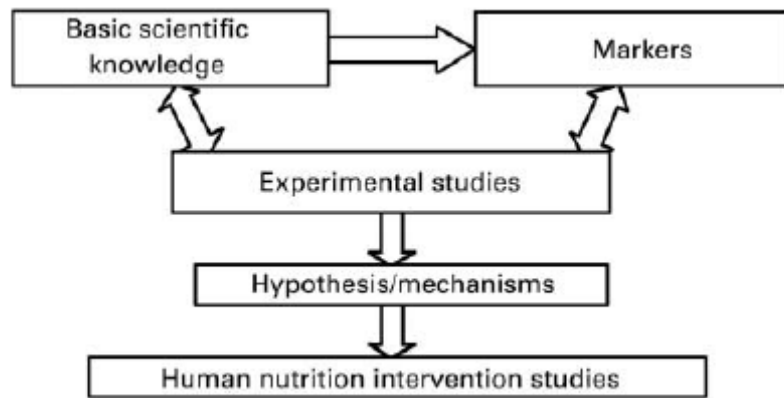 Basic scientific
knowledge
Markers
Experimental studies
Hypothesis/mechanisms
Human nutrition intervention studies